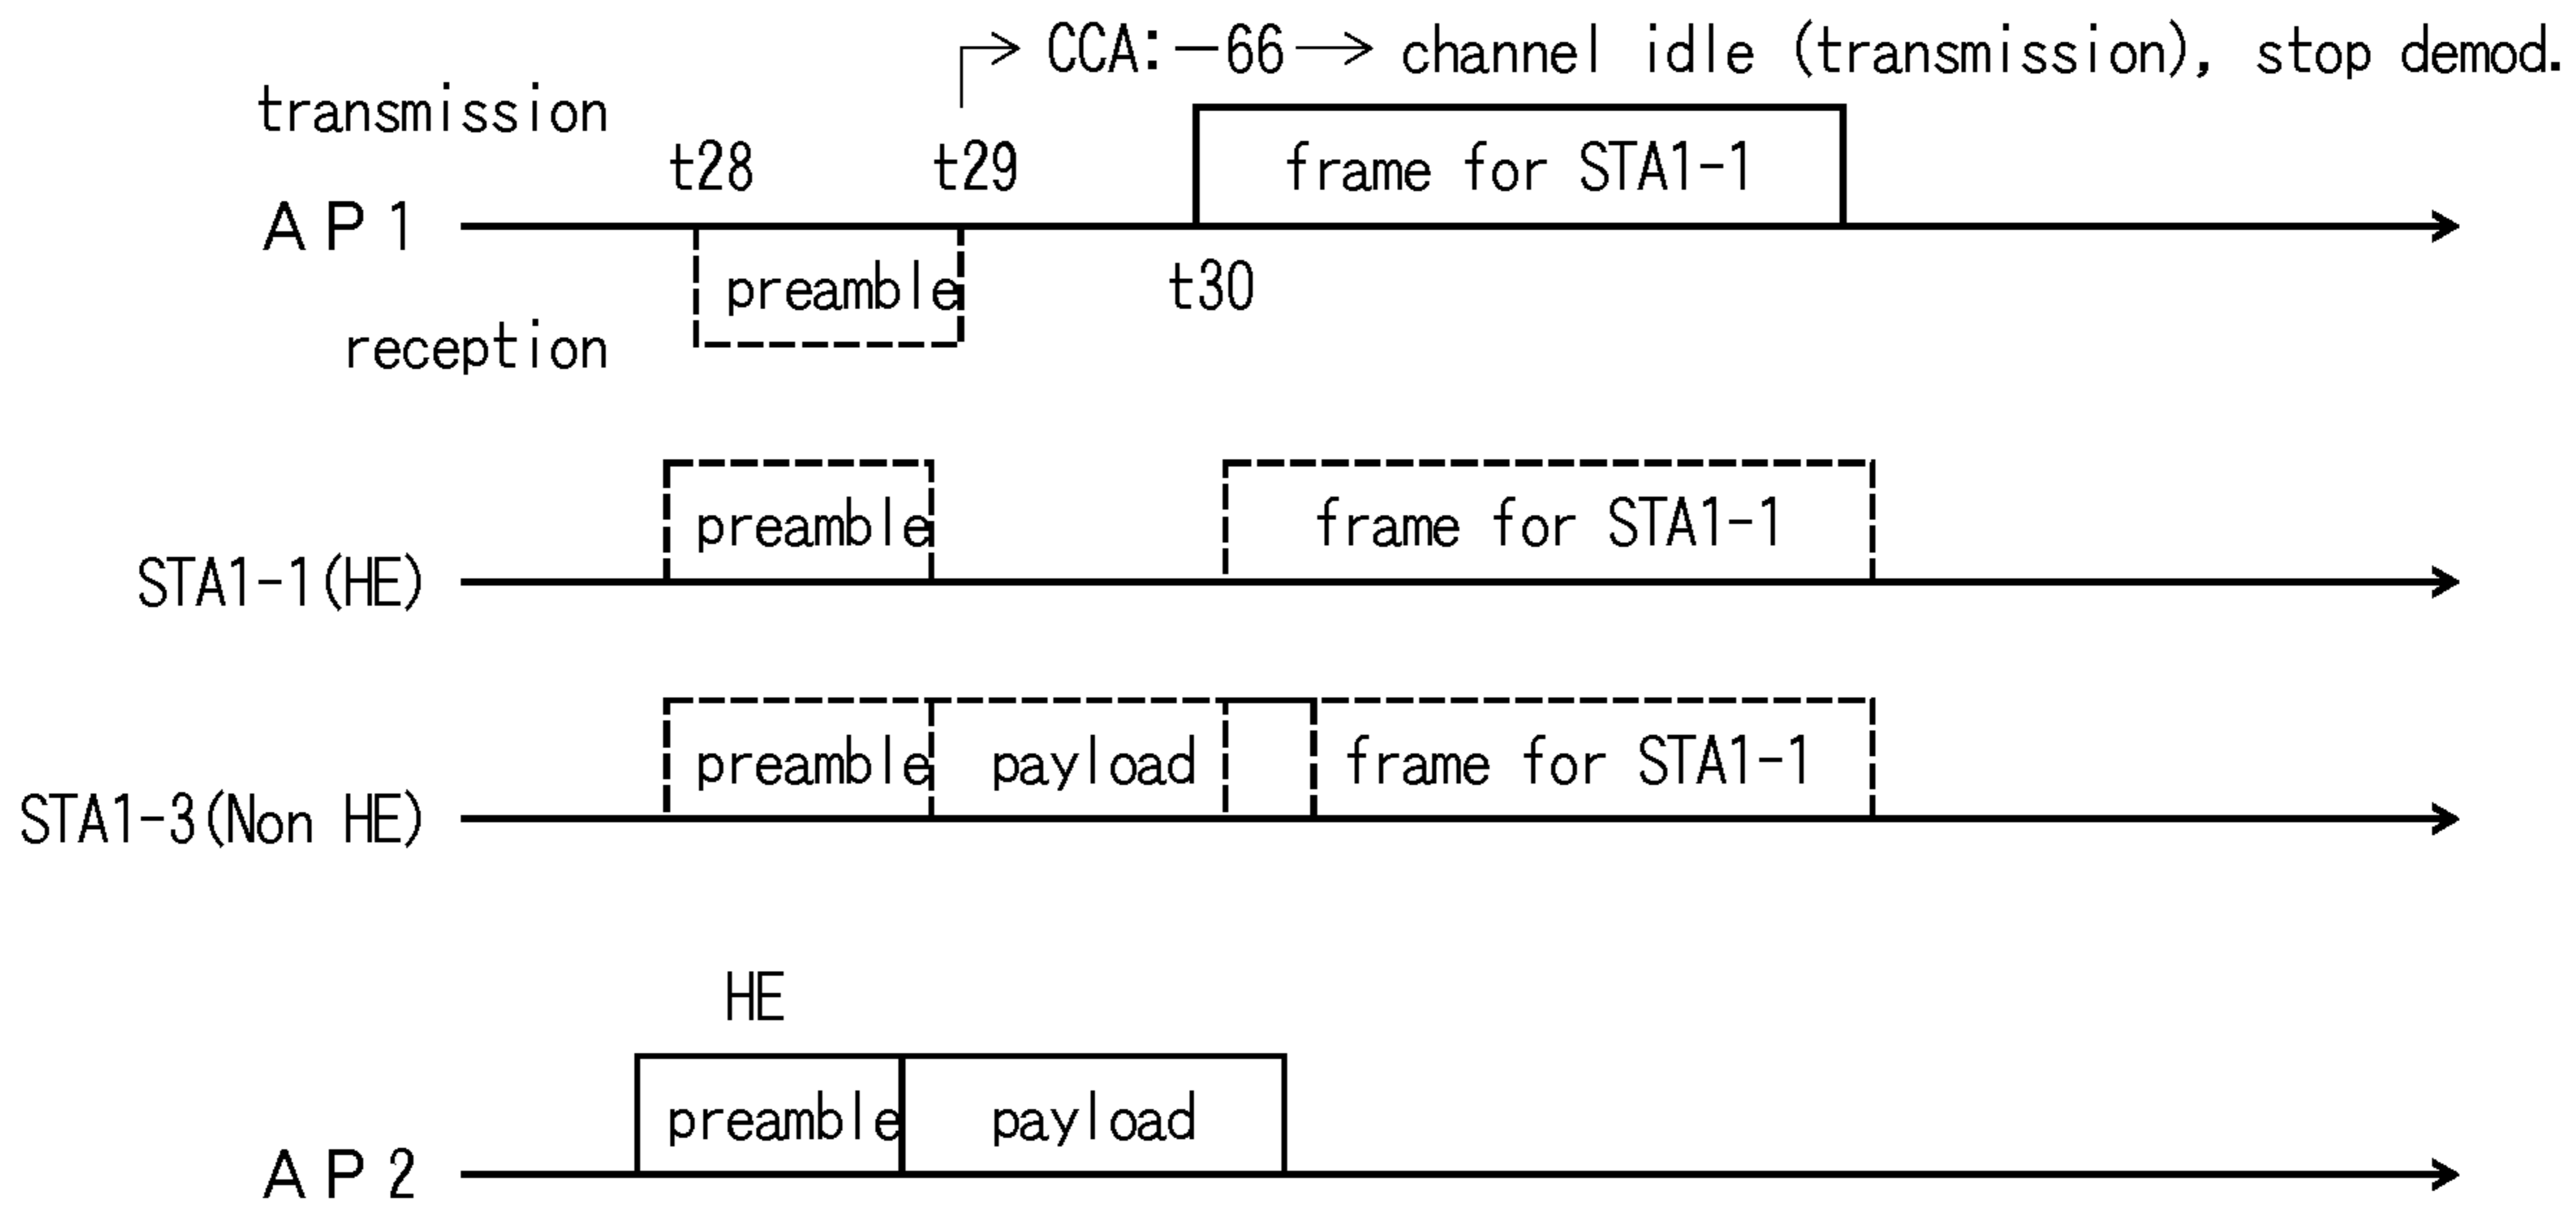 CCA:−66→ channel idle (transmission), stop demod.
transmission
t28 t29 frame for STA1-1
AP1
preamble t30
reception
preamble frame for STA1-1
STA1-1(HE)
preamble payload frame for STA1-1
STA1-3(Non HE)
HE
preamble payload
AP2